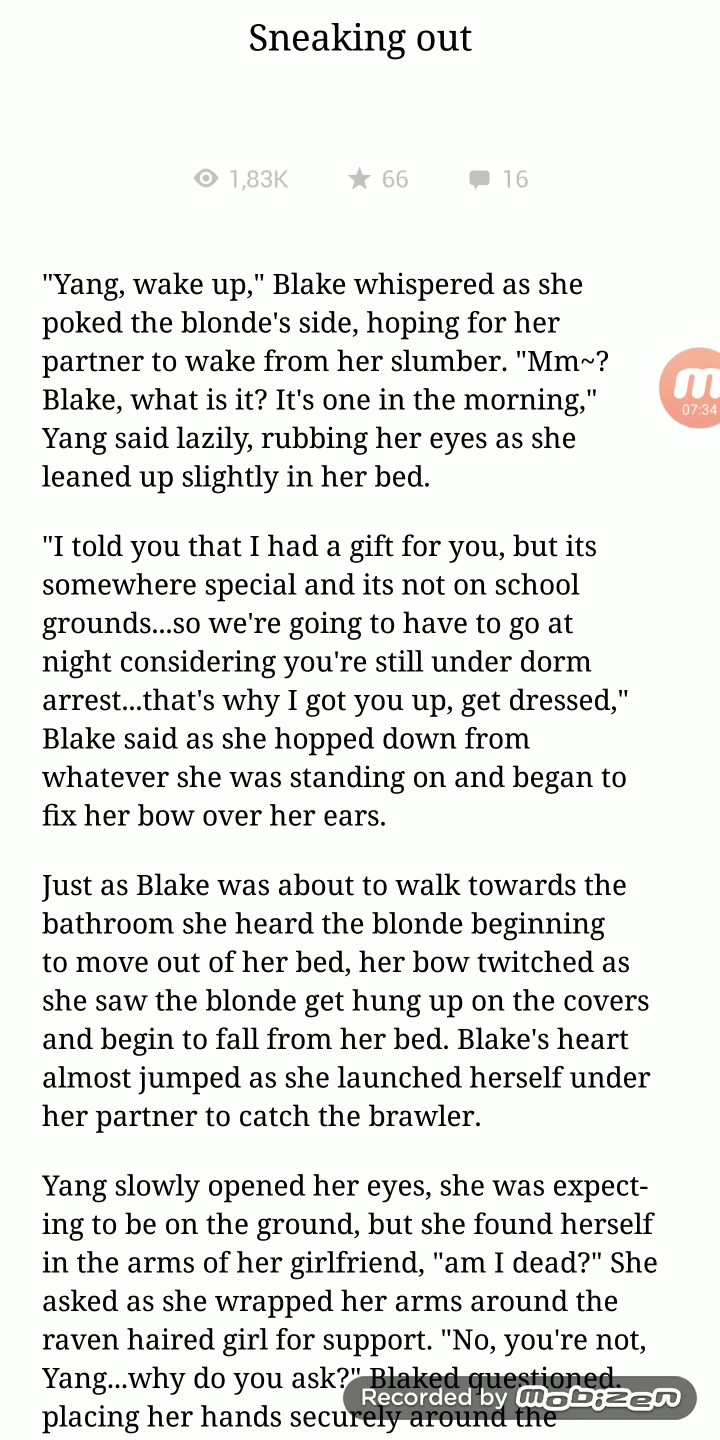 Sneaking out
1,83K 66 16
"Yang, wake up," Blake whispered as she
poked the blonde's side, hoping for her
partner to wake from her slumber. "Mm~?
Blake, what is it? It's one in the morning,"
Yang said lazily, rubbing her eyes as she
leaned up slightly in her bed.
"I told you that I had a gift for you, but its
somewhere special and its not on school
grounds...so we're going to have to go at
night considering you're still under dorm
arrest...that's why I got you up, get dressed,"
Blake said as she hopped down from
whatever she was standing on and began to
fix her bow over her ears.
Just as Blake was about to walk towards the
bathroom she heard the blonde beginning
to move out of her bed, her bow twitched as
she saw the blonde get hung up on the covers
and begin to fall from her bed. Blake's heart
almost jumped as she launched herself under
her partner to catch the brawler.
Yang slowly opened her eyes, she was expect-
ing to be on the ground, but she found herself
in the arms of her girlfriend, "am I dead?" She
asked as she wrapped her arms around the
raven haired girl for support. "No, you're not,
Yang...why do you ask?" Blaked questioned,
placing her hands securely around the
m
07:34
Recorded by mobizen